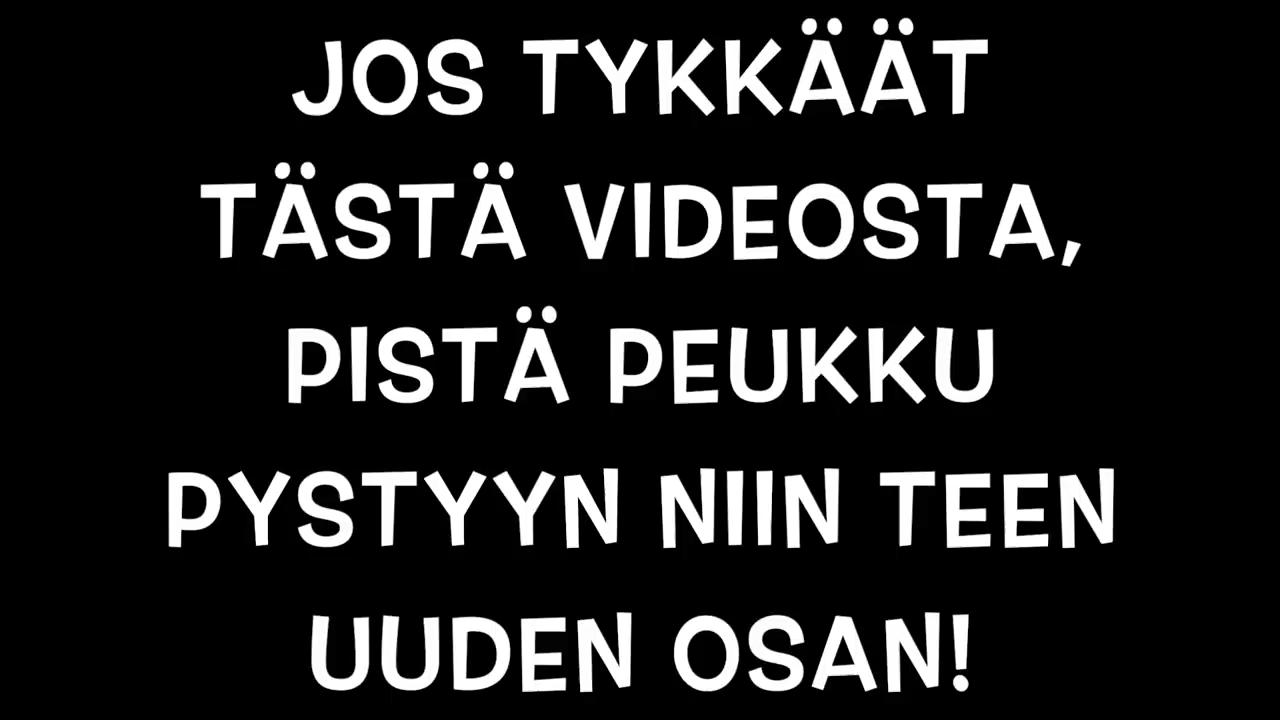 JOS TYKKÄÄT
TÄSTÄ VIDEOSTA,
PISTÄ PEUKKU
PYSTYYN NIIN TEEN
UUDEN OSAN!